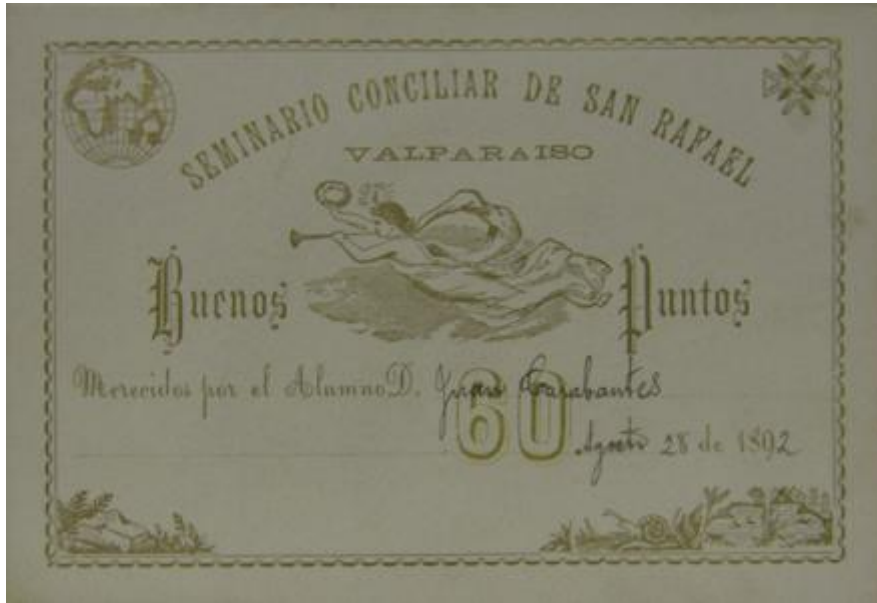 SEMINARIO CONCILIAR DE SAN RAFAEL
VALPARAISO
Buenos Puntos
Merecidos por el Alumno D. Juan Carabantes
60
Agosto 28 de 1892